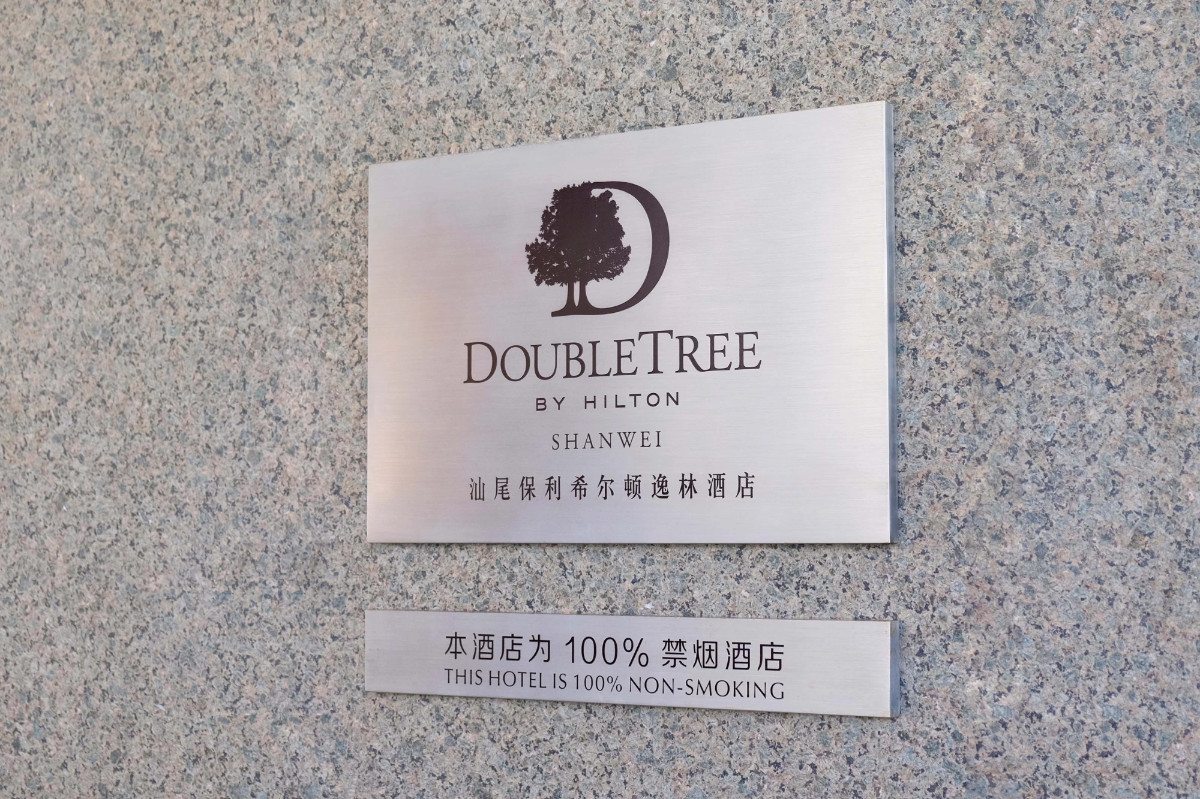 D
DOUBLETREE
BY HILTON
SHANWEI
汕尾保利希尔顿逸林酒店
本酒店为 100% 禁烟酒店
THIS HOTEL IS 100% NON-SMOKING